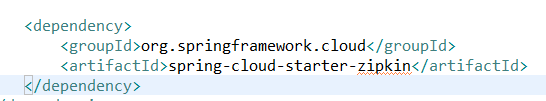 <dependency>
<groupId>org.springframework.cloud</groupId>
<artifactId>spring-cloud-starter-zipkin</artifactId>
</dependency>